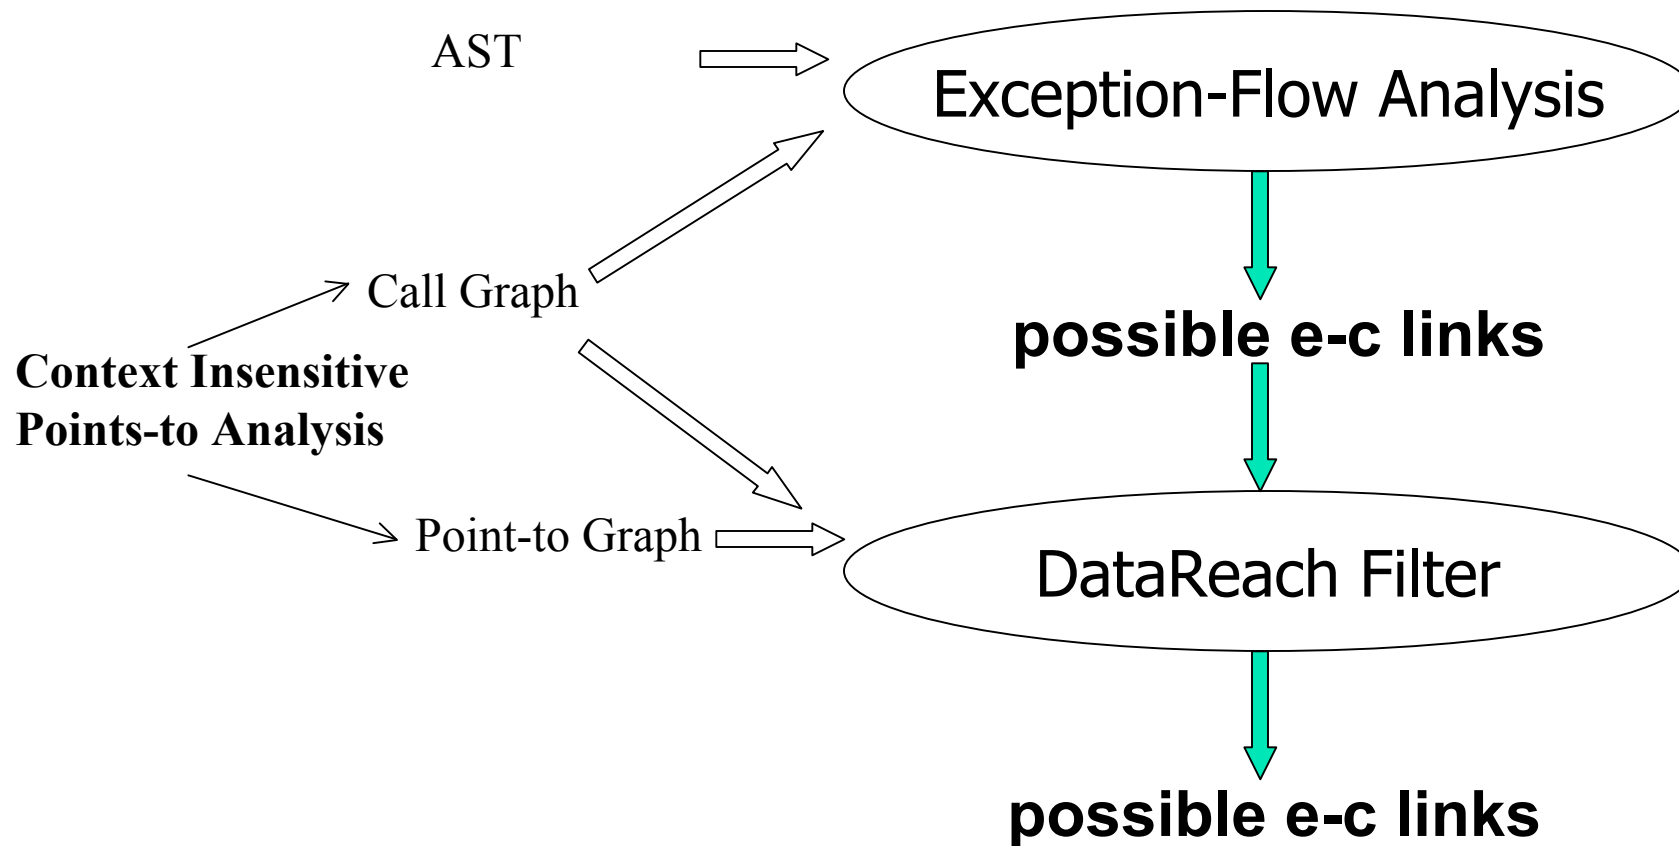 AST
Exception-Flow Analysis
Call Graph
possible e-c links
Context Insensitive
Points-to Analysis
Point-to Graph
DataReach Filter
possible e-c links